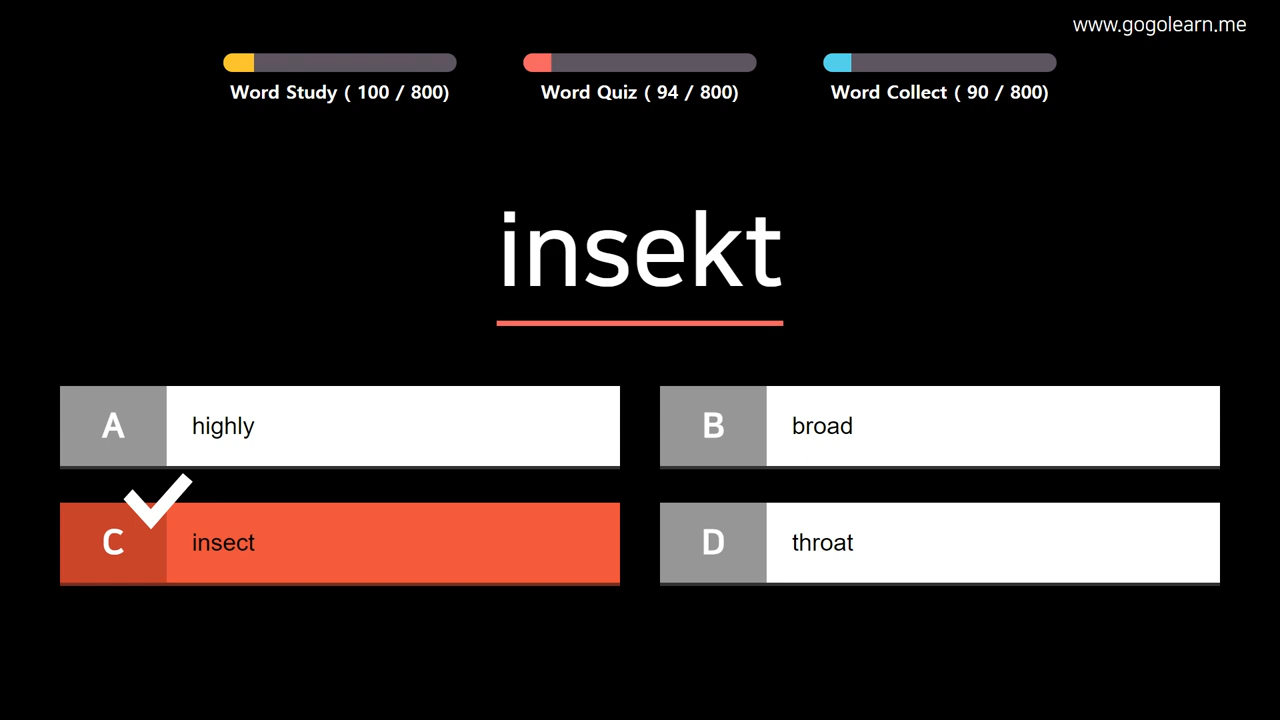 www.gogolearn.me
Word Study ( 100 / 800)
Word Quiz ( 94 / 800)
Word Collect ( 90 / 800)
insekt
A highly
B broad
C insect
D throat